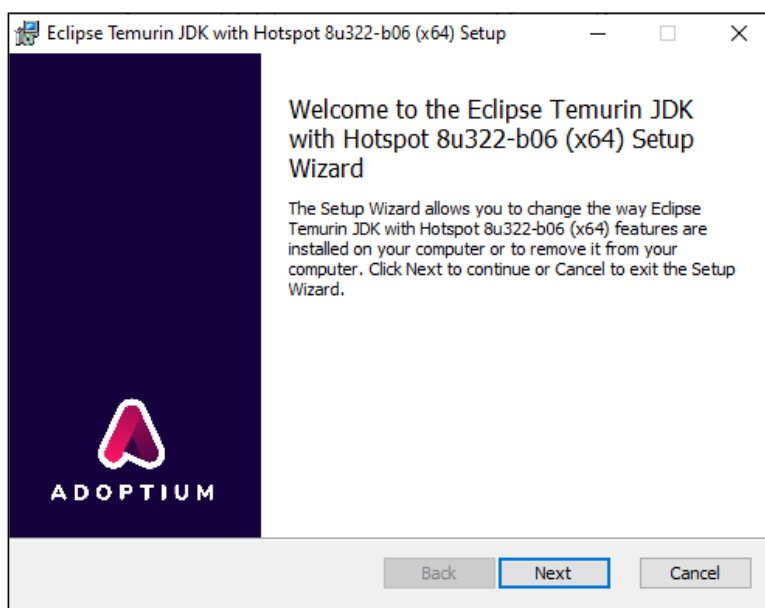 Eclipse Temurin JDK with Hotspot 8u322-b06 (x64) Setup
Welcome to the Eclipse Temurin JDK
with Hotspot 8u322-b06 (x64) Setup
Wizard
The Setup Wizard allows you to change the way Eclipse
Temurin JDK with Hotspot 8u322-b06 (x64) features are
installed on your computer or to remove it from your
computer. Click Next to continue or Cancel to exit the Setup
Wizard.
ADOPTIUM
Back
Next
Cancel